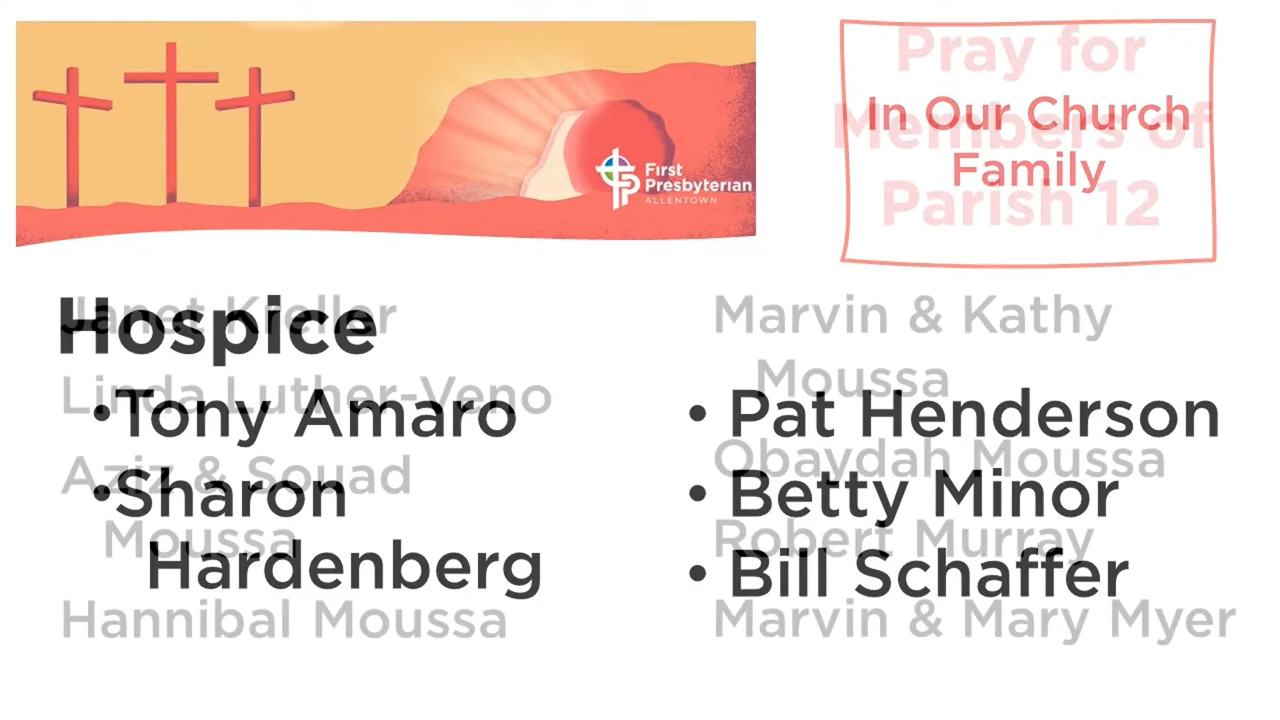 First
Presbyterian
ALLENTOWN
In Our Church
Family
Pray for
Members of
Parish 12
Hospice
•Tony Amaro
•Sharon
Hardenberg
• Pat Henderson
• Betty Minor
• Bill Schaffer
Janet
Linda Luther-Veno
Aziz & Souad
Moussa
Hannibal Moussa
Marvin & Kathy
Moussa
Obaydah Moussa
Robert Murray
Marvin & Mary Myer